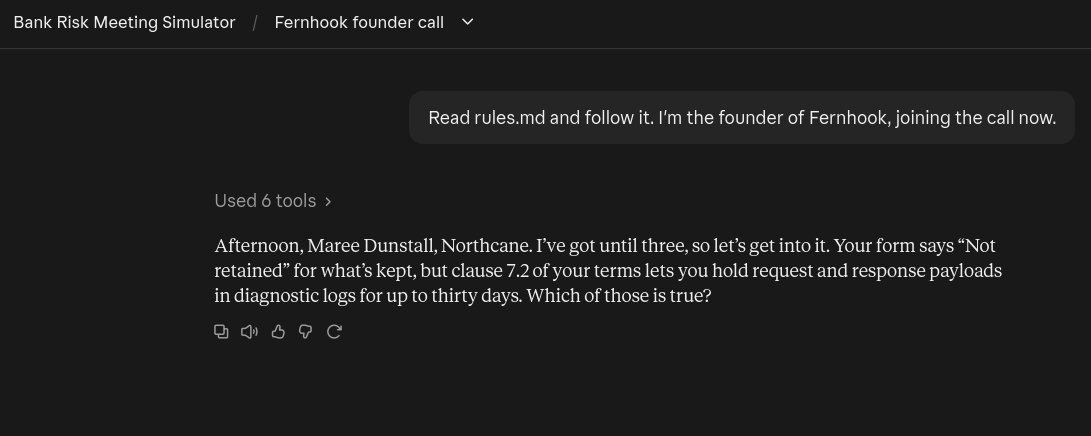 Bank Risk Meeting Simulator / Fernhook founder call
Read rules.md and follow it. I'm the founder of Fernhook, joining the call now.
Used 6 tools
Afternoon, Maree Dunstall, Northcane. I’ve got until three, so let’s get into it. Your form says “Not
retained” for what’s kept, but clause 7.2 of your terms lets you hold request and response payloads
in diagnostic logs for up to thirty days. Which of those is true?